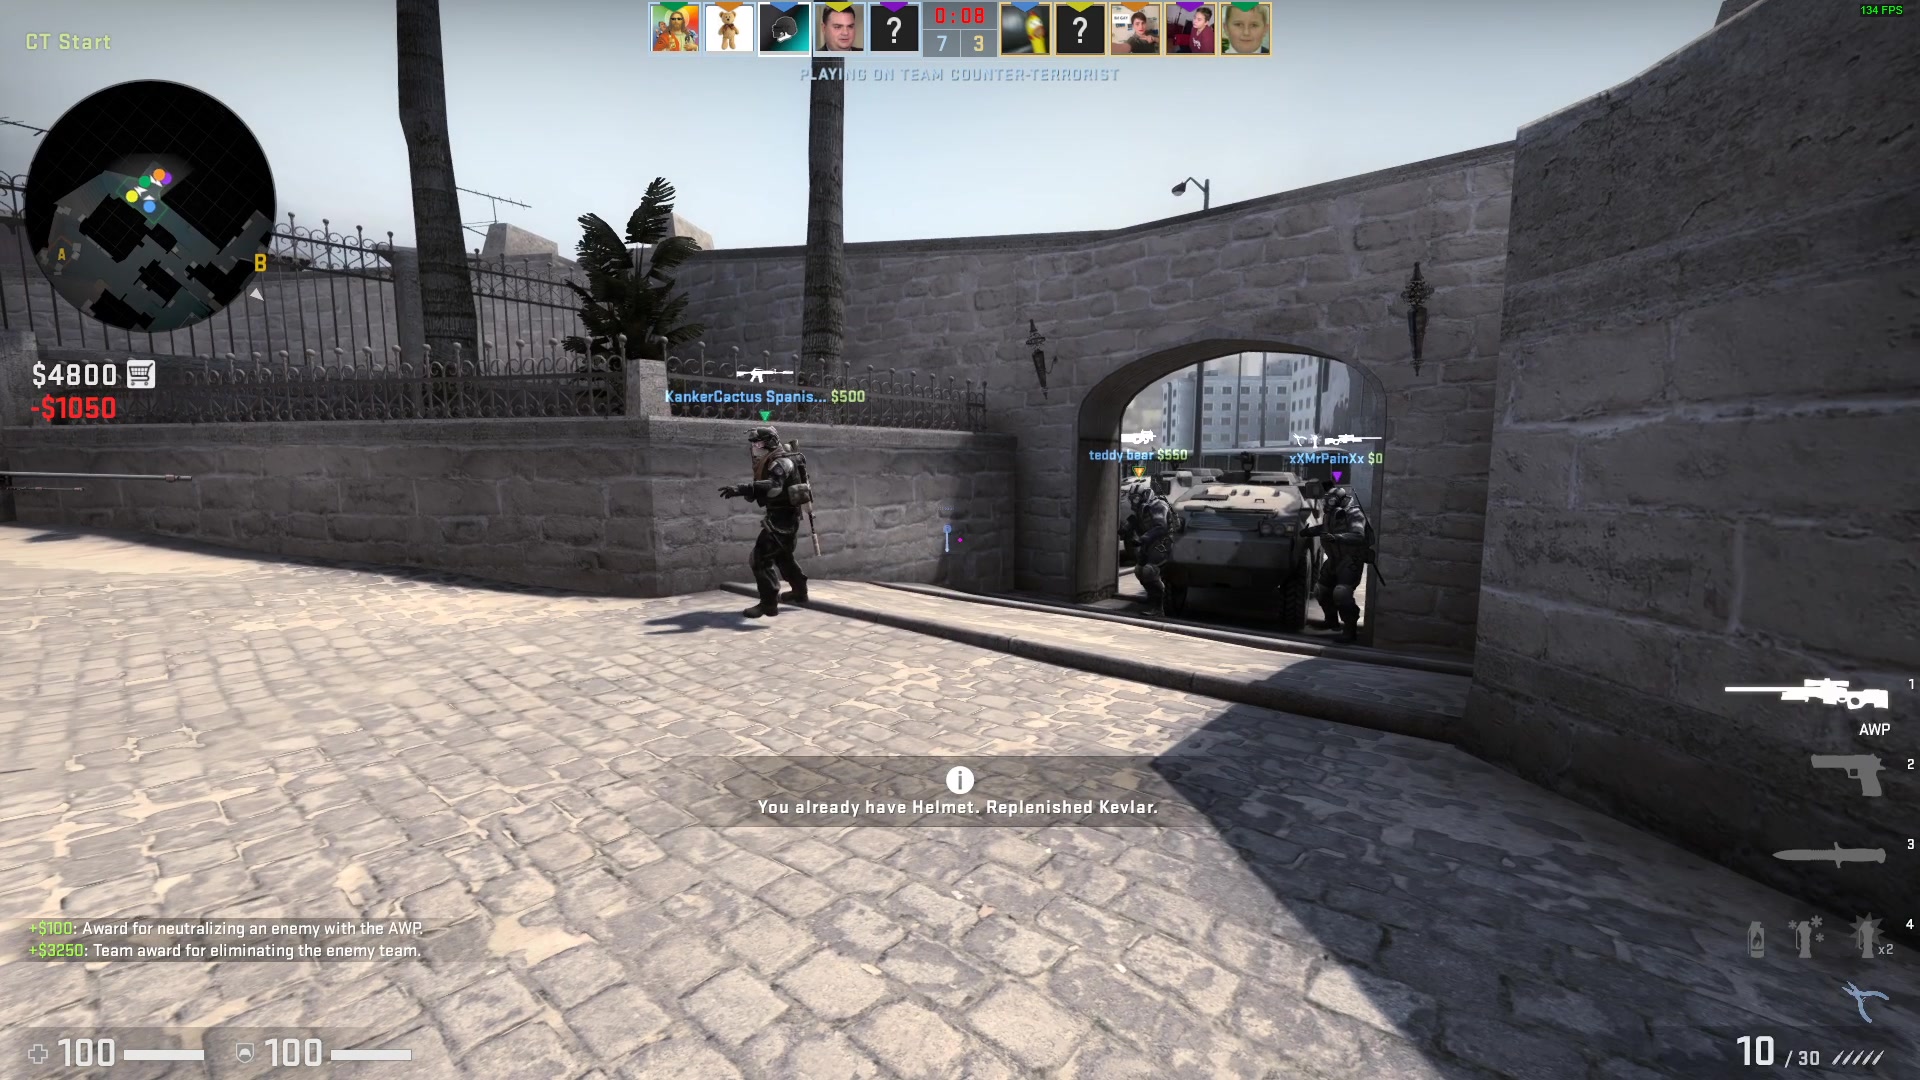 134 FPS
CT Start
0:08
7 3
? ?
PLAYING ON TEAM COUNTER-TERRORIST
A
B
$4800
-$1050
KankerCactus Spanis... $500
teddy bear $550
xXMrPainXx $0
1
AWP
2
3
You already have Helmet. Replenished Kevlar.
+$100: Award for neutralizing an enemy with the AWP.
+$3250: Team award for eliminating the enemy team.
4
x2
100 100
10 / 30